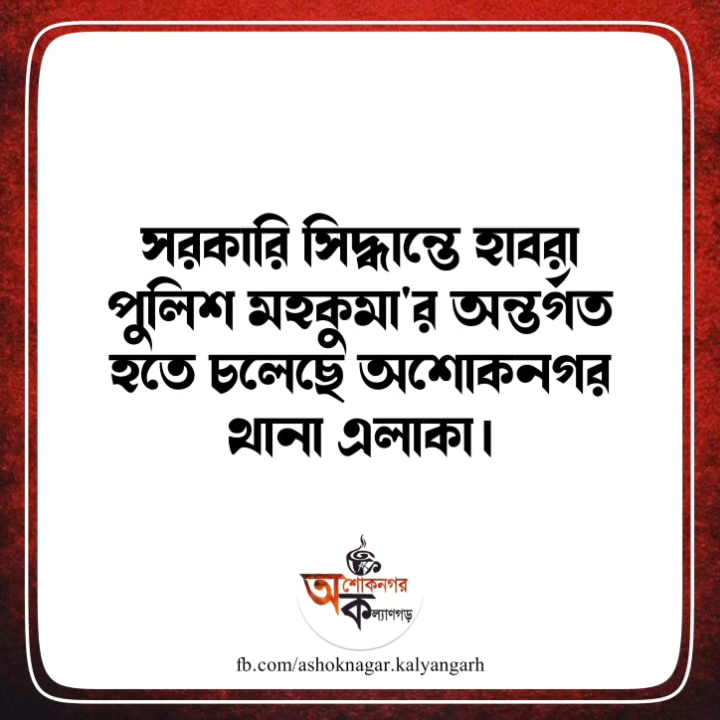 সরকারি সিদ্ধান্তে হাবরা
পুলিশ মহকুমা'র অন্তর্গত
হতে চলেছে অশোকনগর
থানা এলাকা।
অশোকনগর
কল্যাণগড়
fb.com/ashoknagar.kalyangarh